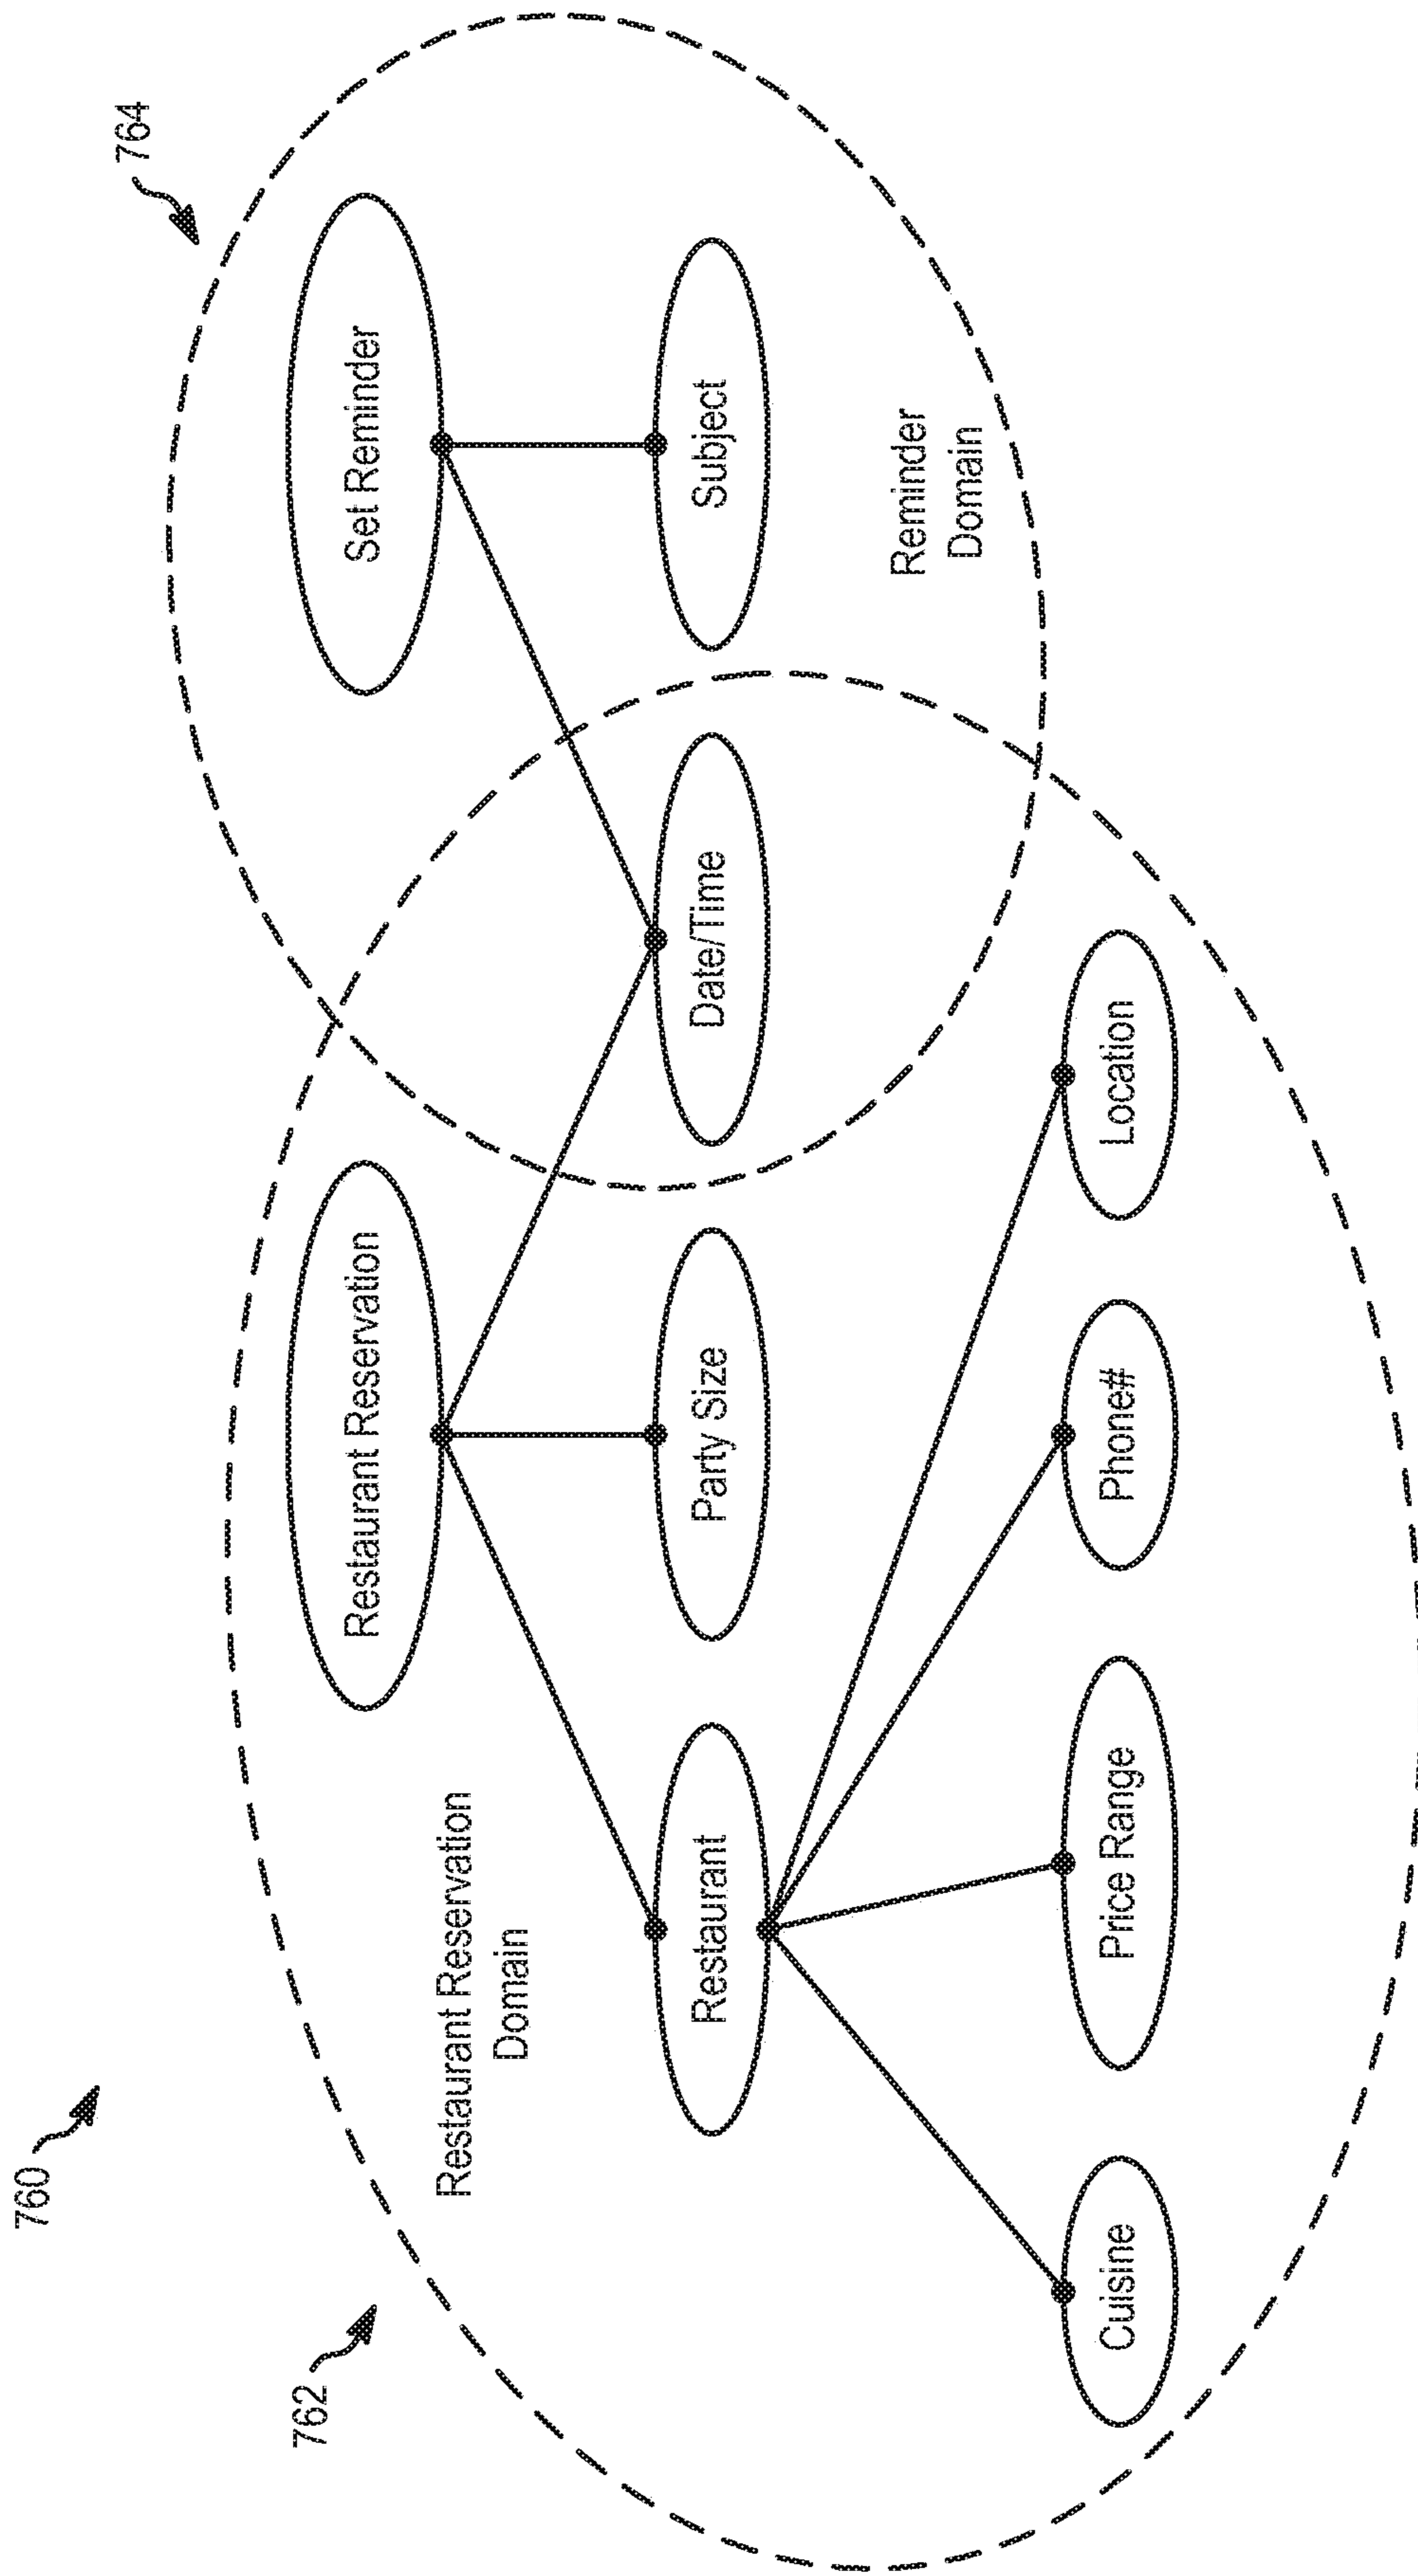 760
762
764
Restaurant Reservation
Set Reminder
Restaurant Reservation
Domain
Restaurant
Party Size
Date/Time
Subject
Reminder
Domain
Cuisine
Price Range
Phone#
Location